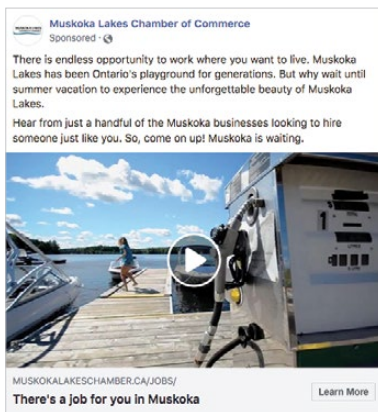 Muskoka Lakes Chamber of Commerce
Sponsored ·
There is endless opportunity to work where you want to live. Muskoka
Lakes has been Ontario's playground for generations. But why wait until
summer vacation to experience the unforgettable beauty of Muskoka
Lakes.
Hear from just a handful of the Muskoka businesses looking to hire
someone just like you. So, come on up! Muskoka is waiting.
1
MUSKOKALAKESCHAMBER.CA/JOBS/
There's a job for you in Muskoka
Learn More